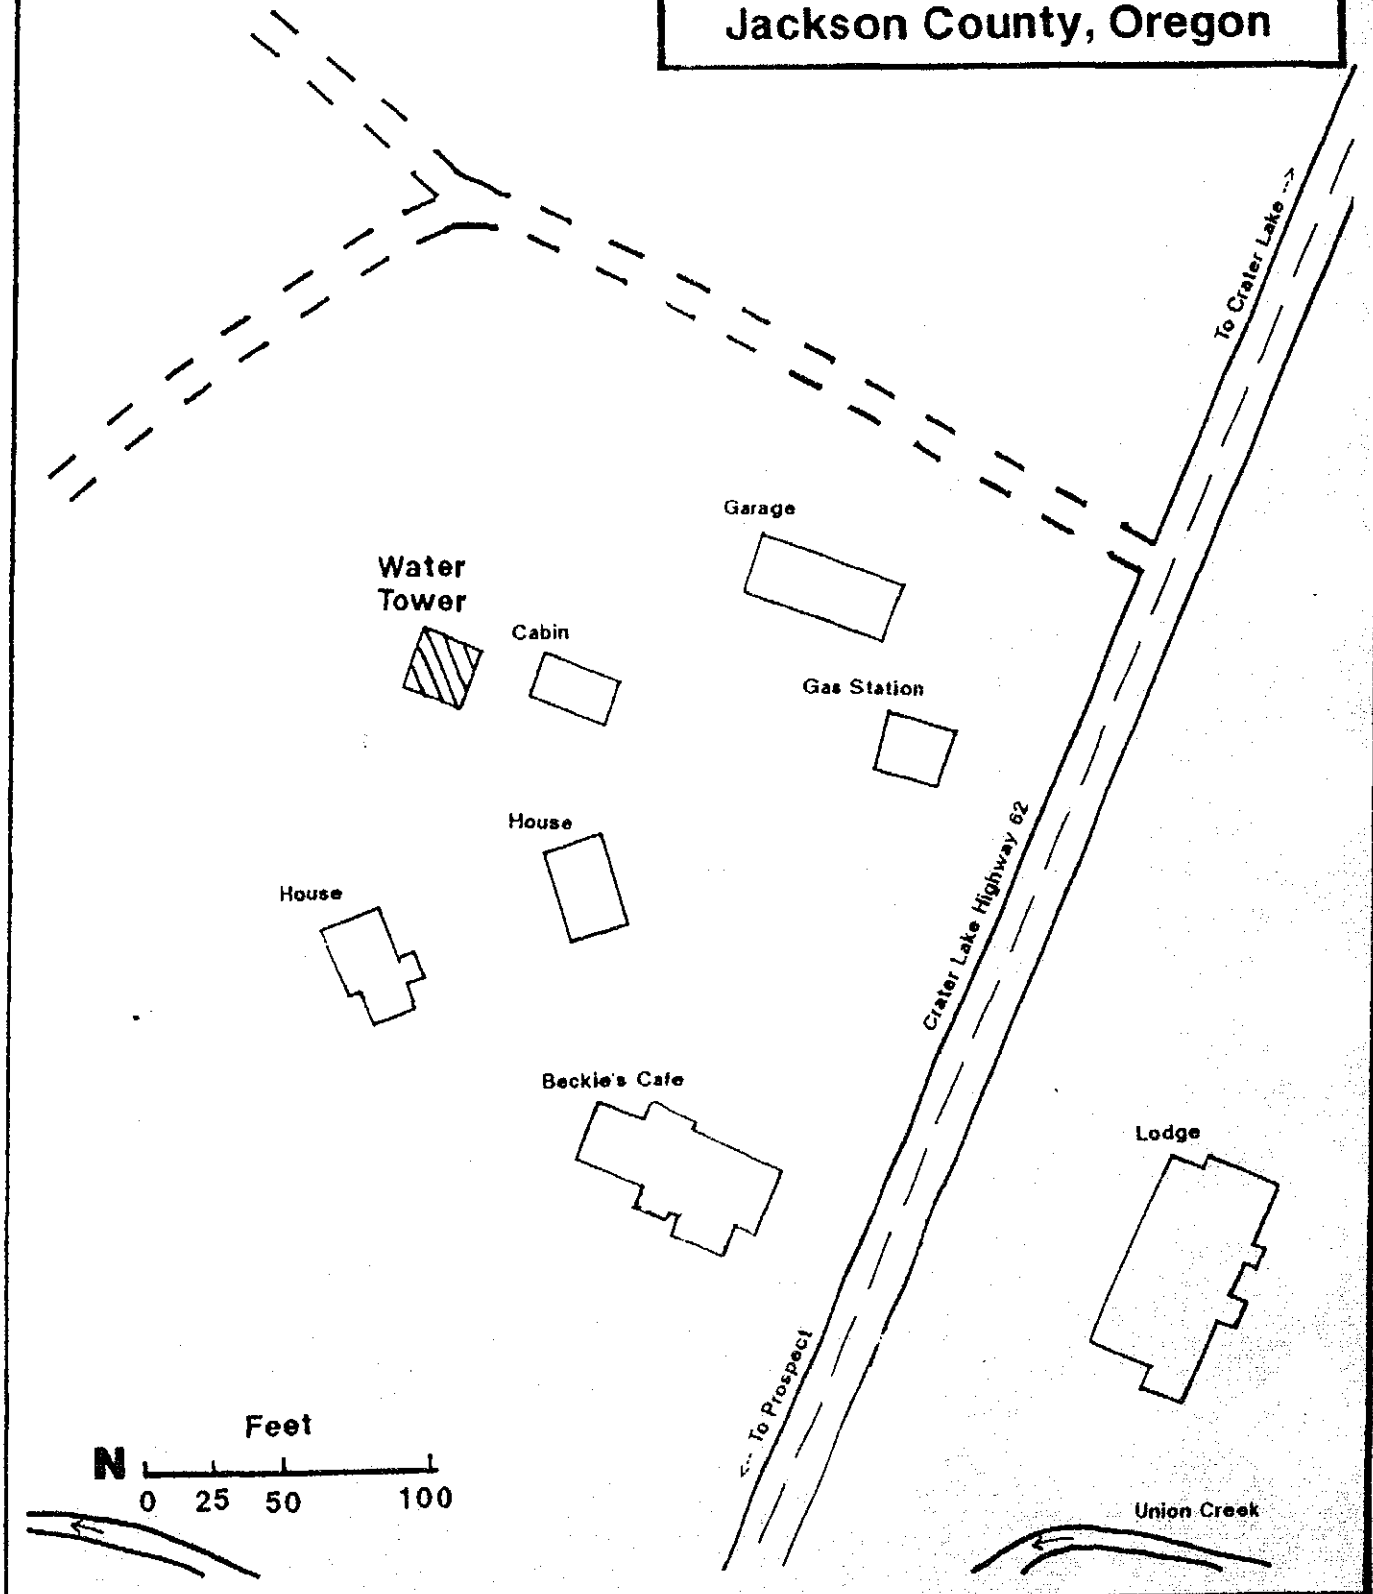 Jackson County, Oregon
To Crater Lake -->
Garage
Water
Tower
Cabin
Gas Station
House
Crater Lake Highway 62
House
Beckie's Cafe
Lodge
<-- To Prospect
Feet
N
0 25 50 100
Union Creek